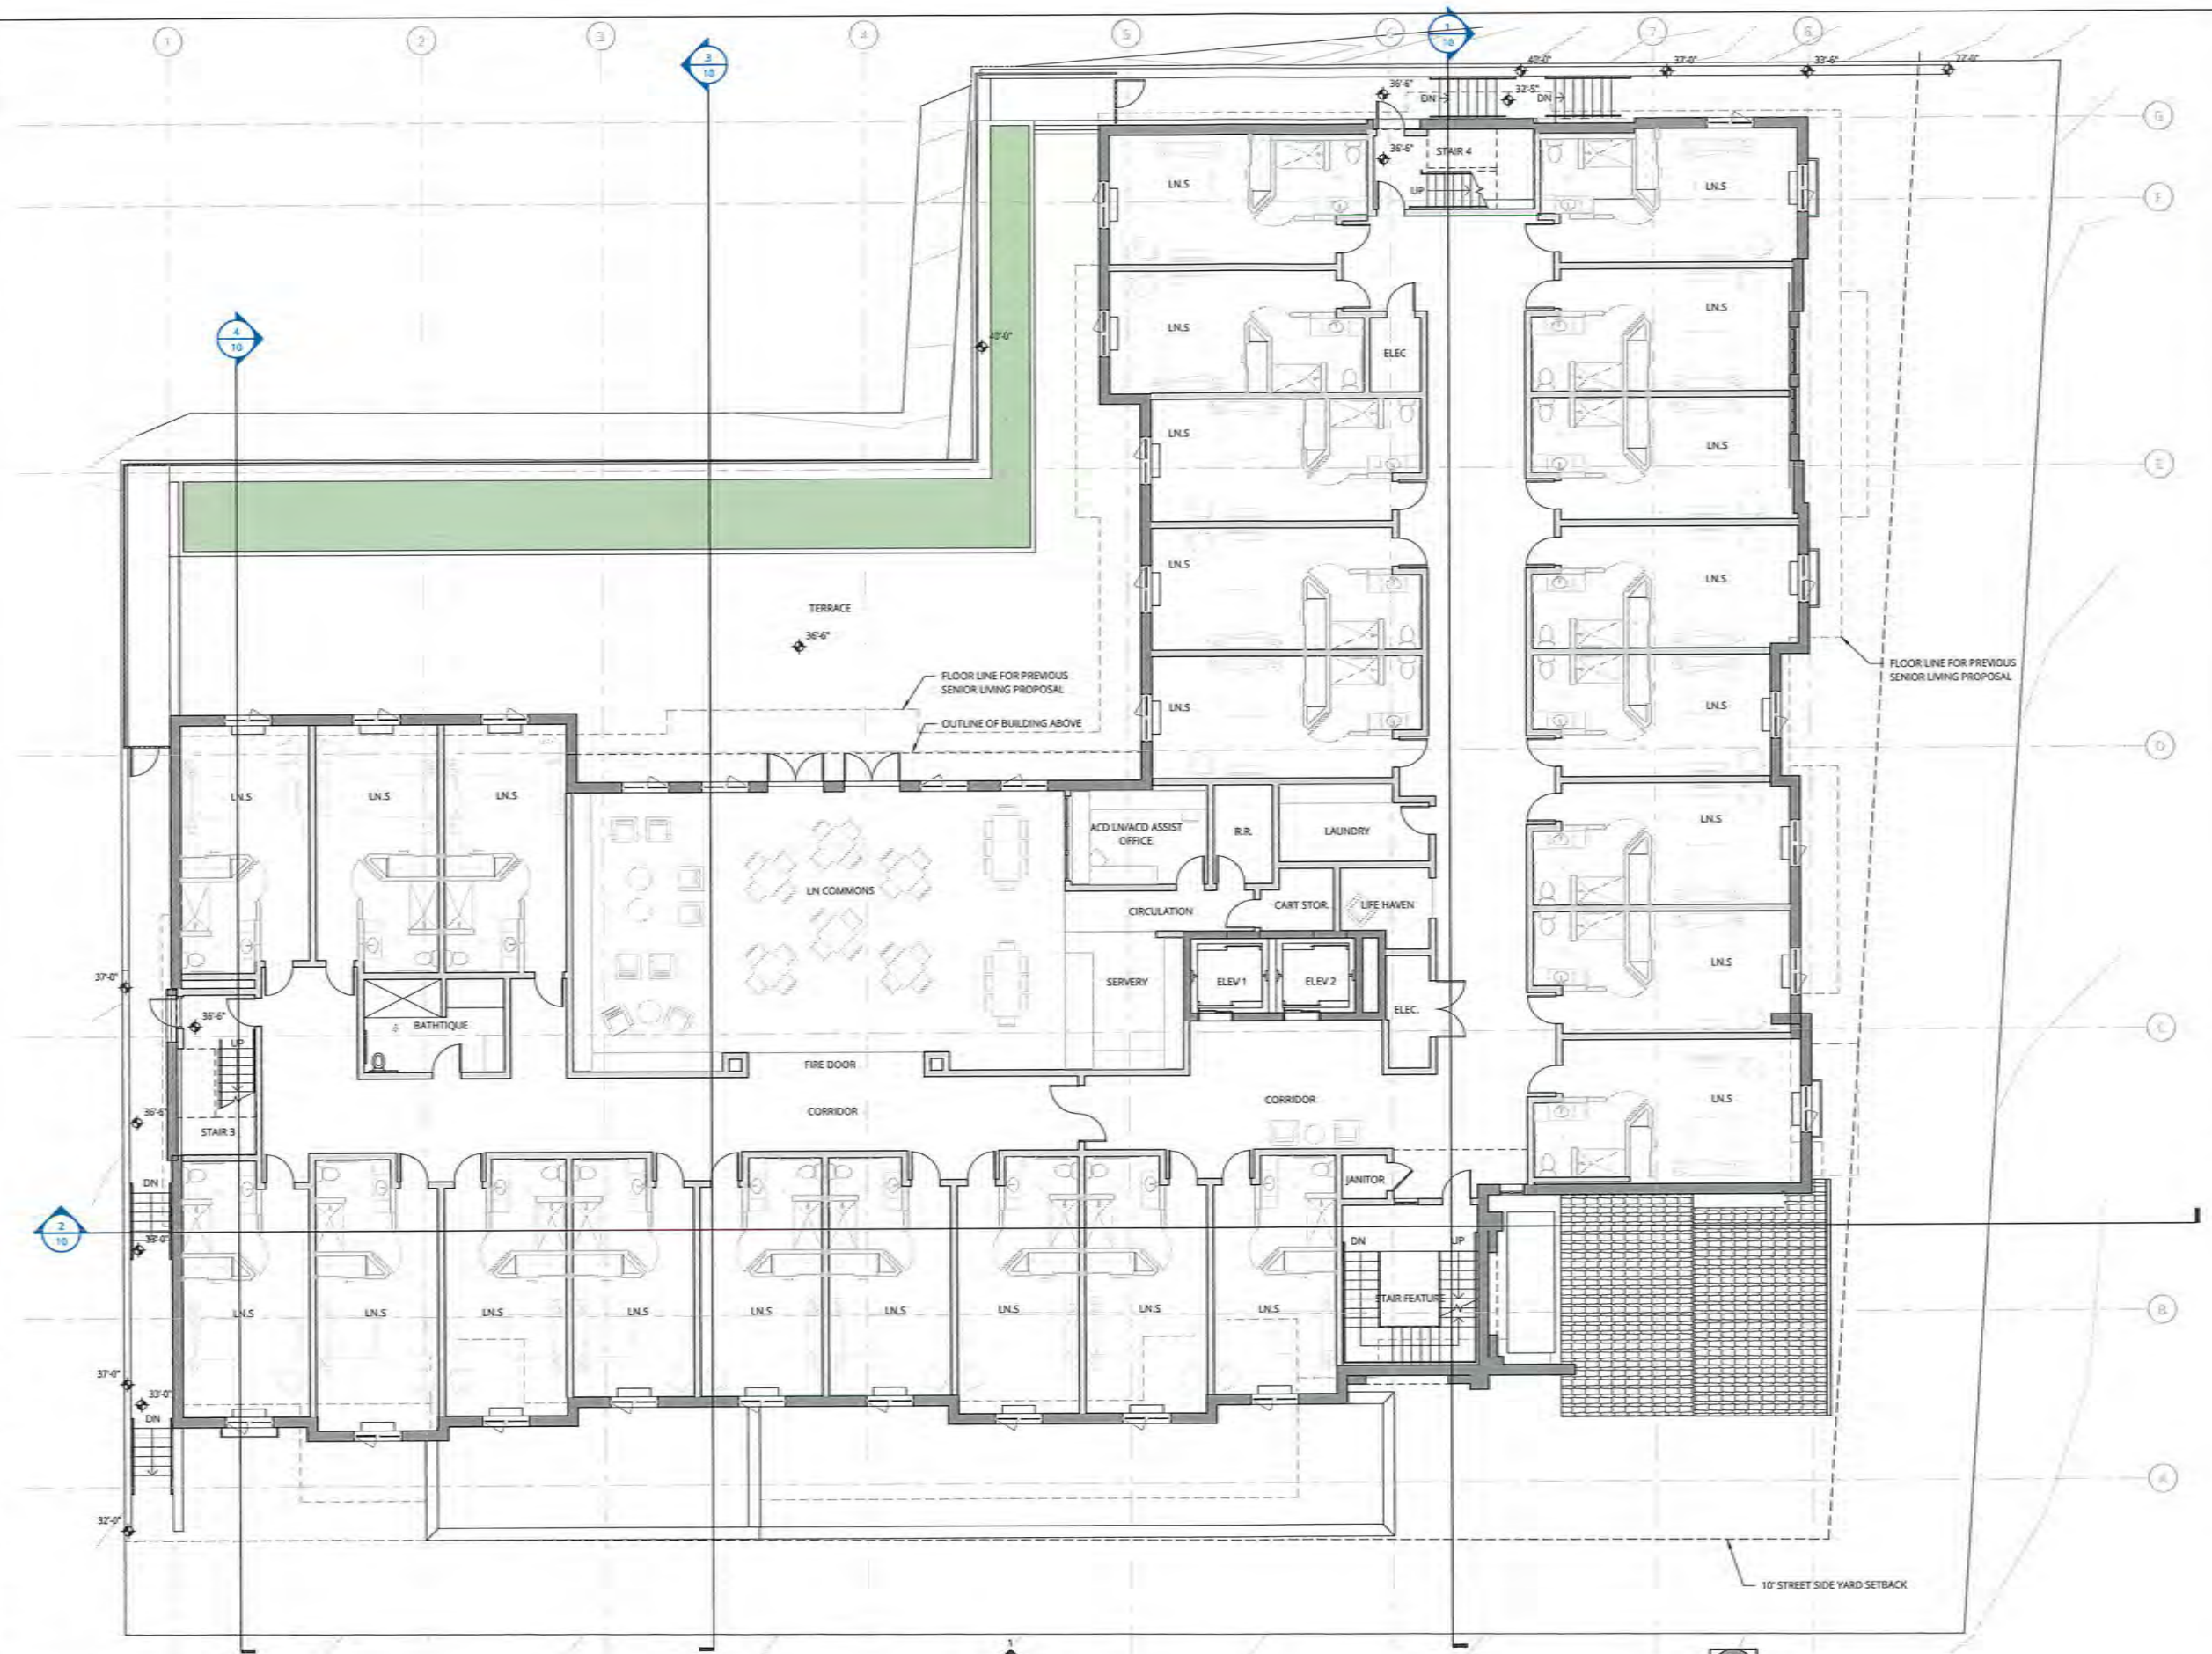 1
2
3
4
5
6
7
8
3
10
1
10
40'-0"
37'-0"
33'-6"
27'-0"
36'-6"
DN
32'-5"
DN
G
36'-6"
STAIR 4
UP
LN.S
LN.S
F
4
10
LN.S
LN.S
40'-0"
ELEC
LN.S
LN.S
E
LN.S
LN.S
TERRACE
36'-6"
FLOOR LINE FOR PREVIOUS
SENIOR LIVING PROPOSAL
FLOOR LINE FOR PREVIOUS
SENIOR LIVING PROPOSAL
OUTLINE OF BUILDING ABOVE
LN.S
LN.S
D
LN.S
LN.S
LN.S
LN.S
ACD LN/ACD ASSIST
OFFICE
R.R.
LAUNDRY
LN COMMONS
CIRCULATION
CART STOR.
LIFE HAVEN
LN.S
37'-0"
SERVERY
ELEV 1
ELEV 2
ELEC.
36'-6"
BATHTIQUE
UP
C
FIRE DOOR
CORRIDOR
CORRIDOR
LN.S
36'-6"
STAIR 3
DN
JANITOR
2
10
33'-0"
DN
UP
STAIR FEATURE
LN.S
LN.S
LN.S
LN.S
LN.S
LN.S
LN.S
LN.S
LN.S
B
37'-0"
33'-0"
DN
A
32'-0"
10' STREET SIDE YARD SETBACK
1